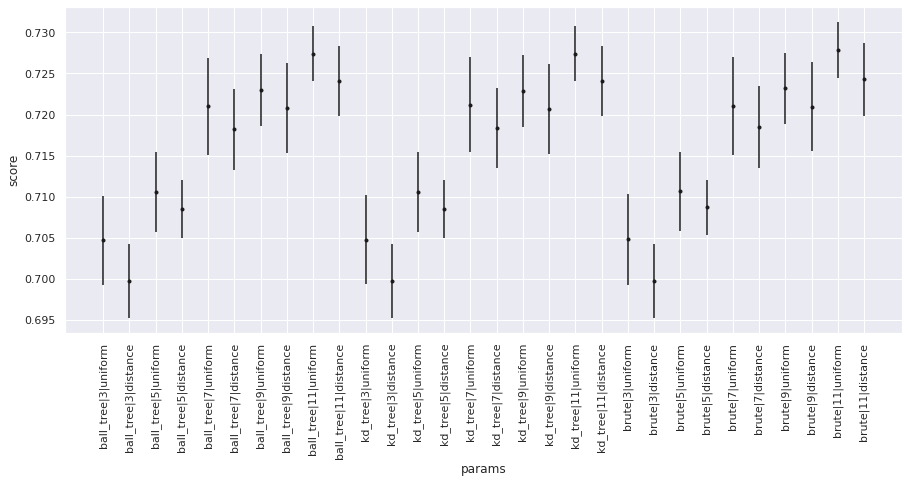 0.730
0.725
0.720
0.715
0.710
0.705
0.700
0.695
score
ball_tree|3|uniform
ball_tree|3|distance
ball_tree|5|uniform
ball_tree|5|distance
ball_tree|7|uniform
ball_tree|7|distance
ball_tree|9|uniform
ball_tree|9|distance
ball_tree|11|uniform
ball_tree|11|distance
kd_tree|3|uniform
kd_tree|3|distance
kd_tree|5|uniform
kd_tree|5|distance
kd_tree|7|uniform
kd_tree|7|distance
kd_tree|9|uniform
kd_tree|9|distance
kd_tree|11|uniform
kd_tree|11|distance
brute|3|uniform
brute|3|distance
brute|5|uniform
brute|5|distance
brute|7|uniform
brute|7|distance
brute|9|uniform
brute|9|distance
brute|11|uniform
brute|11|distance
params